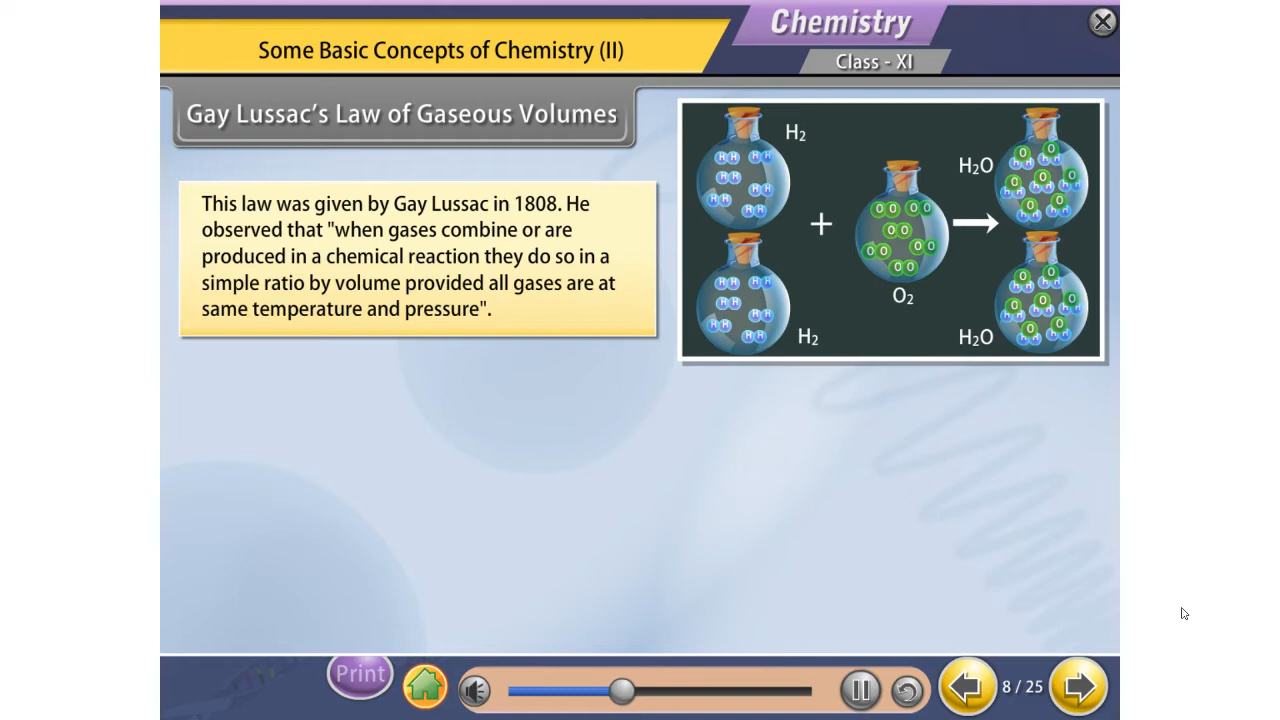 Chemistry
Some Basic Concepts of Chemistry (II)
Class - XI
Gay Lussac's Law of Gaseous Volumes
This law was given by Gay Lussac in 1808. He
observed that "when gases combine or are
produced in a chemical reaction they do so in a
simple ratio by volume provided all gases are at
same temperature and pressure".
H₂
+
O₂
H₂
H₂O
H₂O
Print
8 / 25